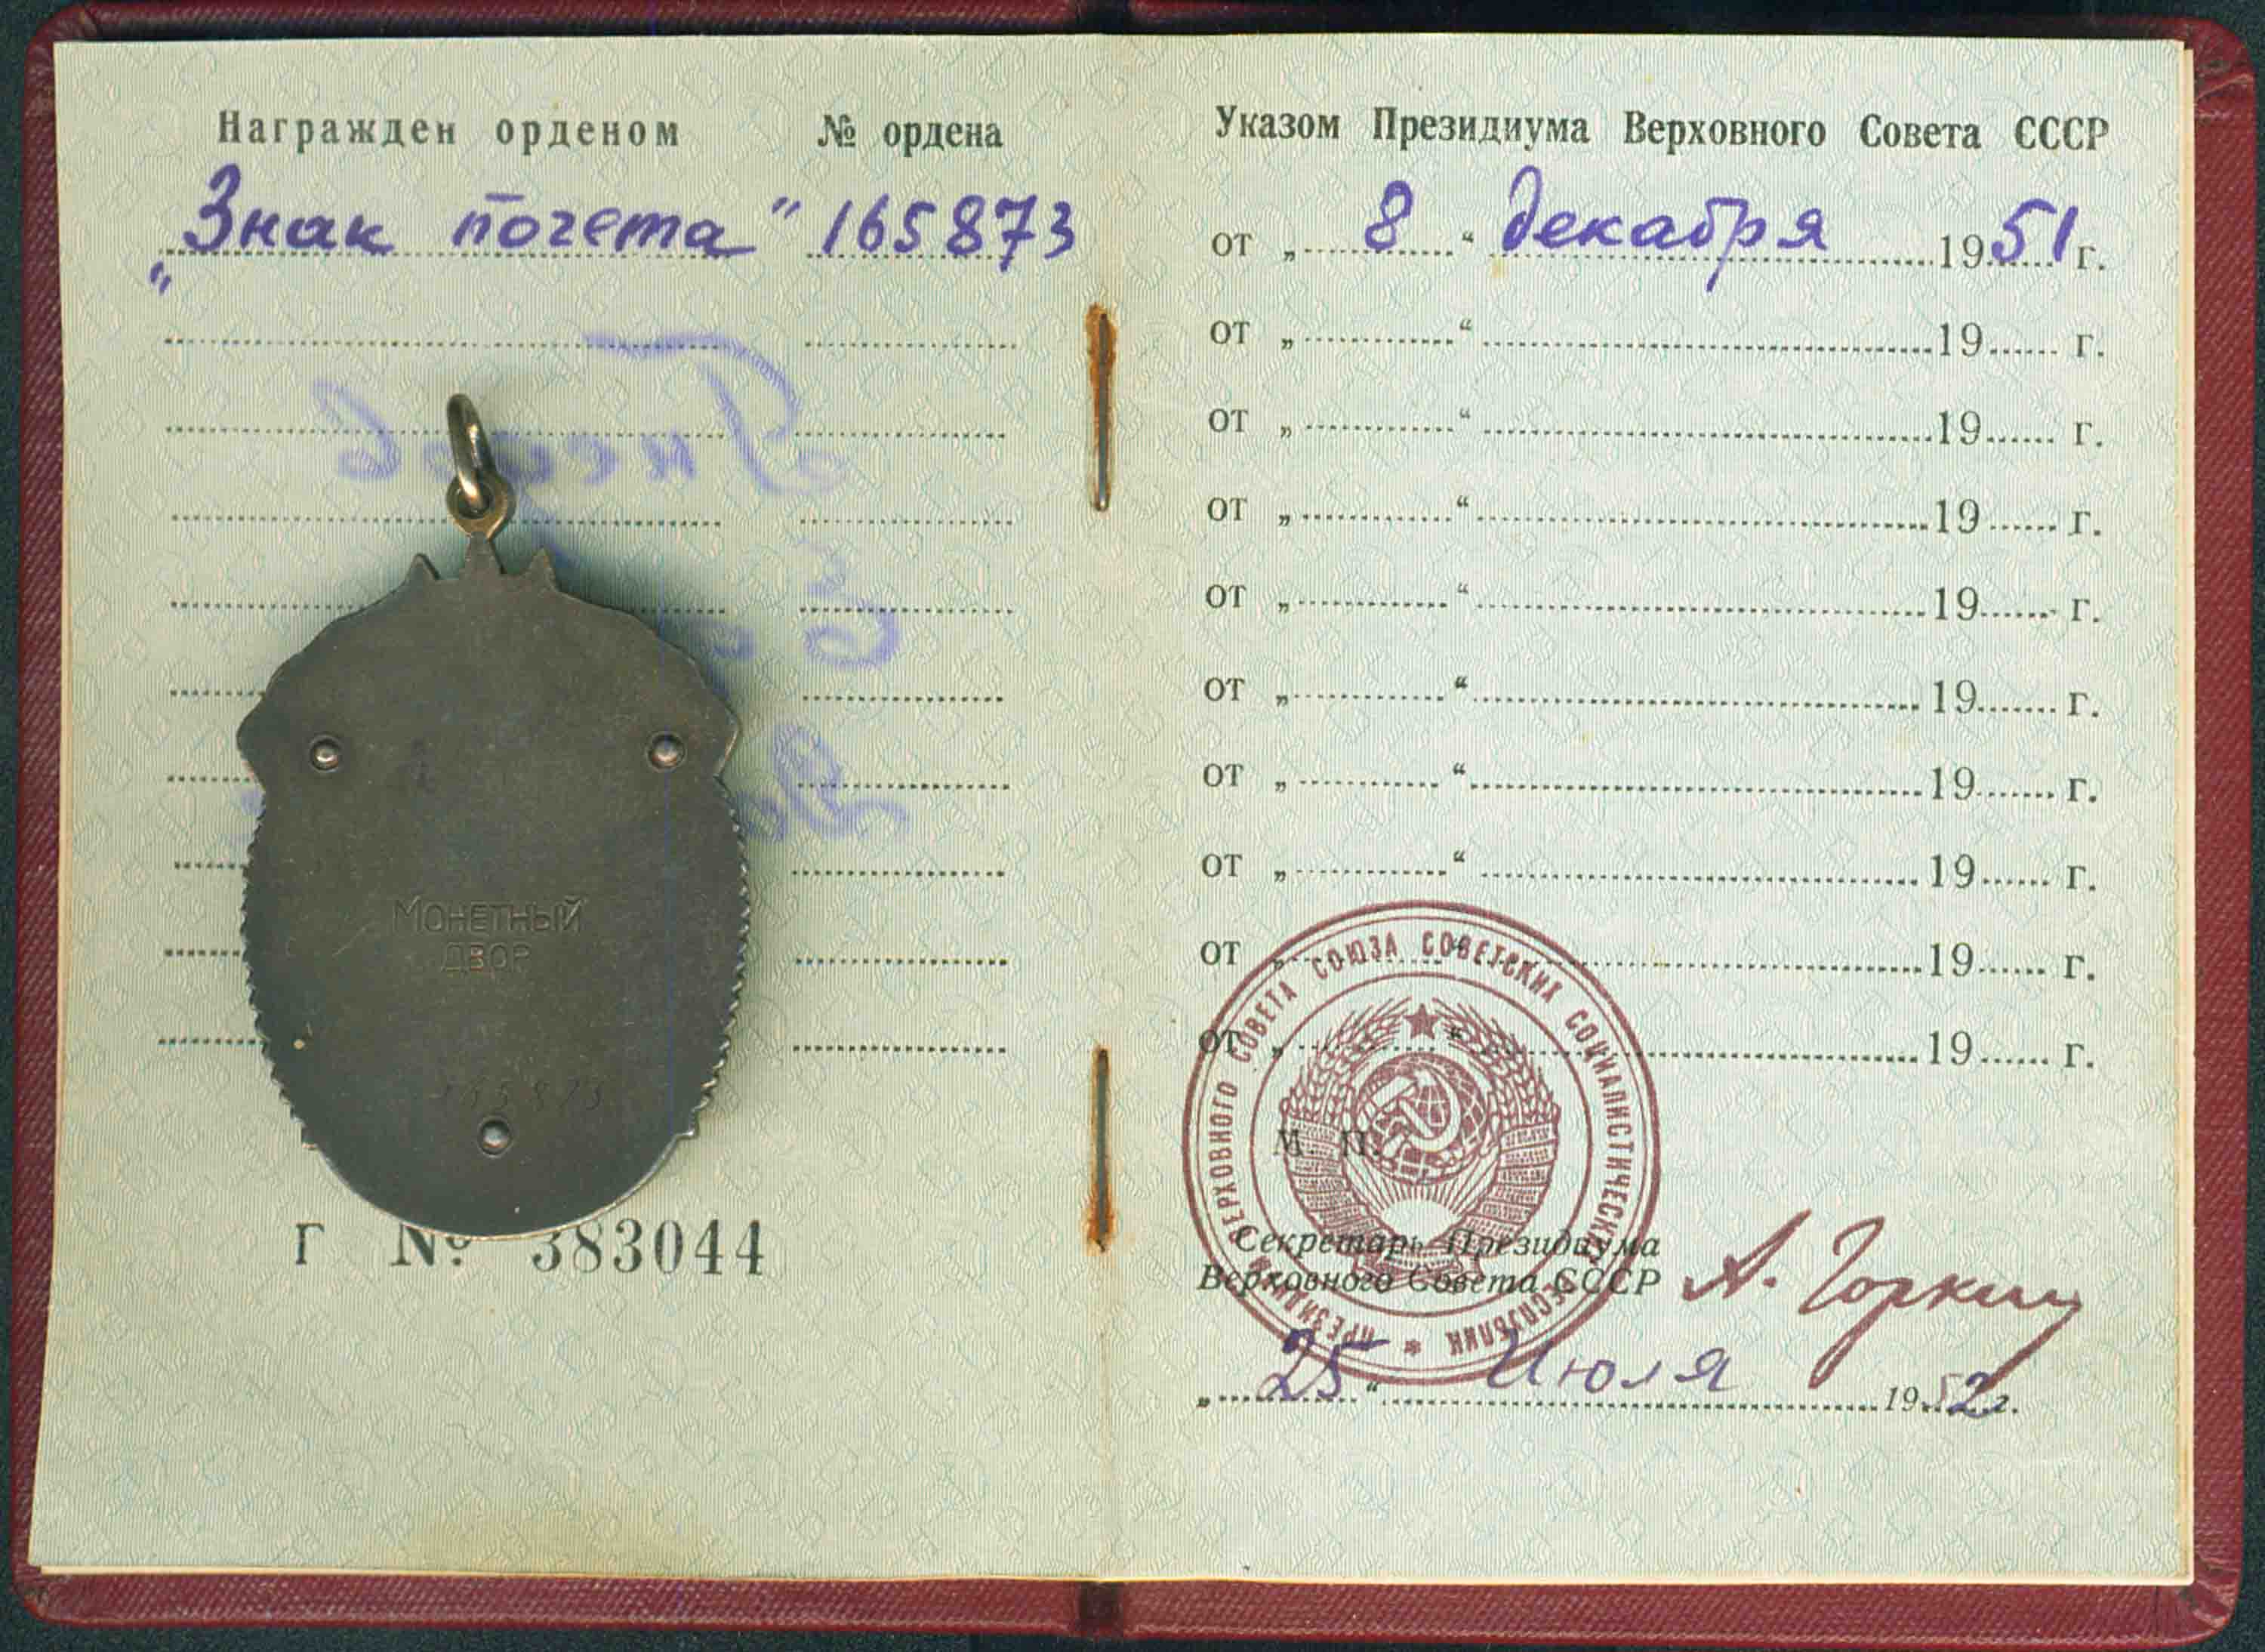 Награжден орденом № ордена
„Знак почета" 165873
Монетный
двор
165873
Г № 383044
Указом Президиума Верховного Совета СССР
от „ 8 “ декабря 1951 г.
от „ “ 19 г.
от „ “ 19 г.
от „ “ 19 г.
от „ “ 19 г.
от „ “ 19 г.
от „ “ 19 г.
от „ “ 19 г.
от „ “ 19 г.
от „ “ 19 г.
ПРЕЗИДИУМ ВЕРХОВНОГО СОВЕТА СОЮЗА СОВЕТСКИХ СОЦИАЛИСТИЧЕСКИХ РЕСПУБЛИК *
М. П.
Секретарь Президиума
Верховного Совета СССР А. Горкин
„ 25 “ Июля 1952 г.